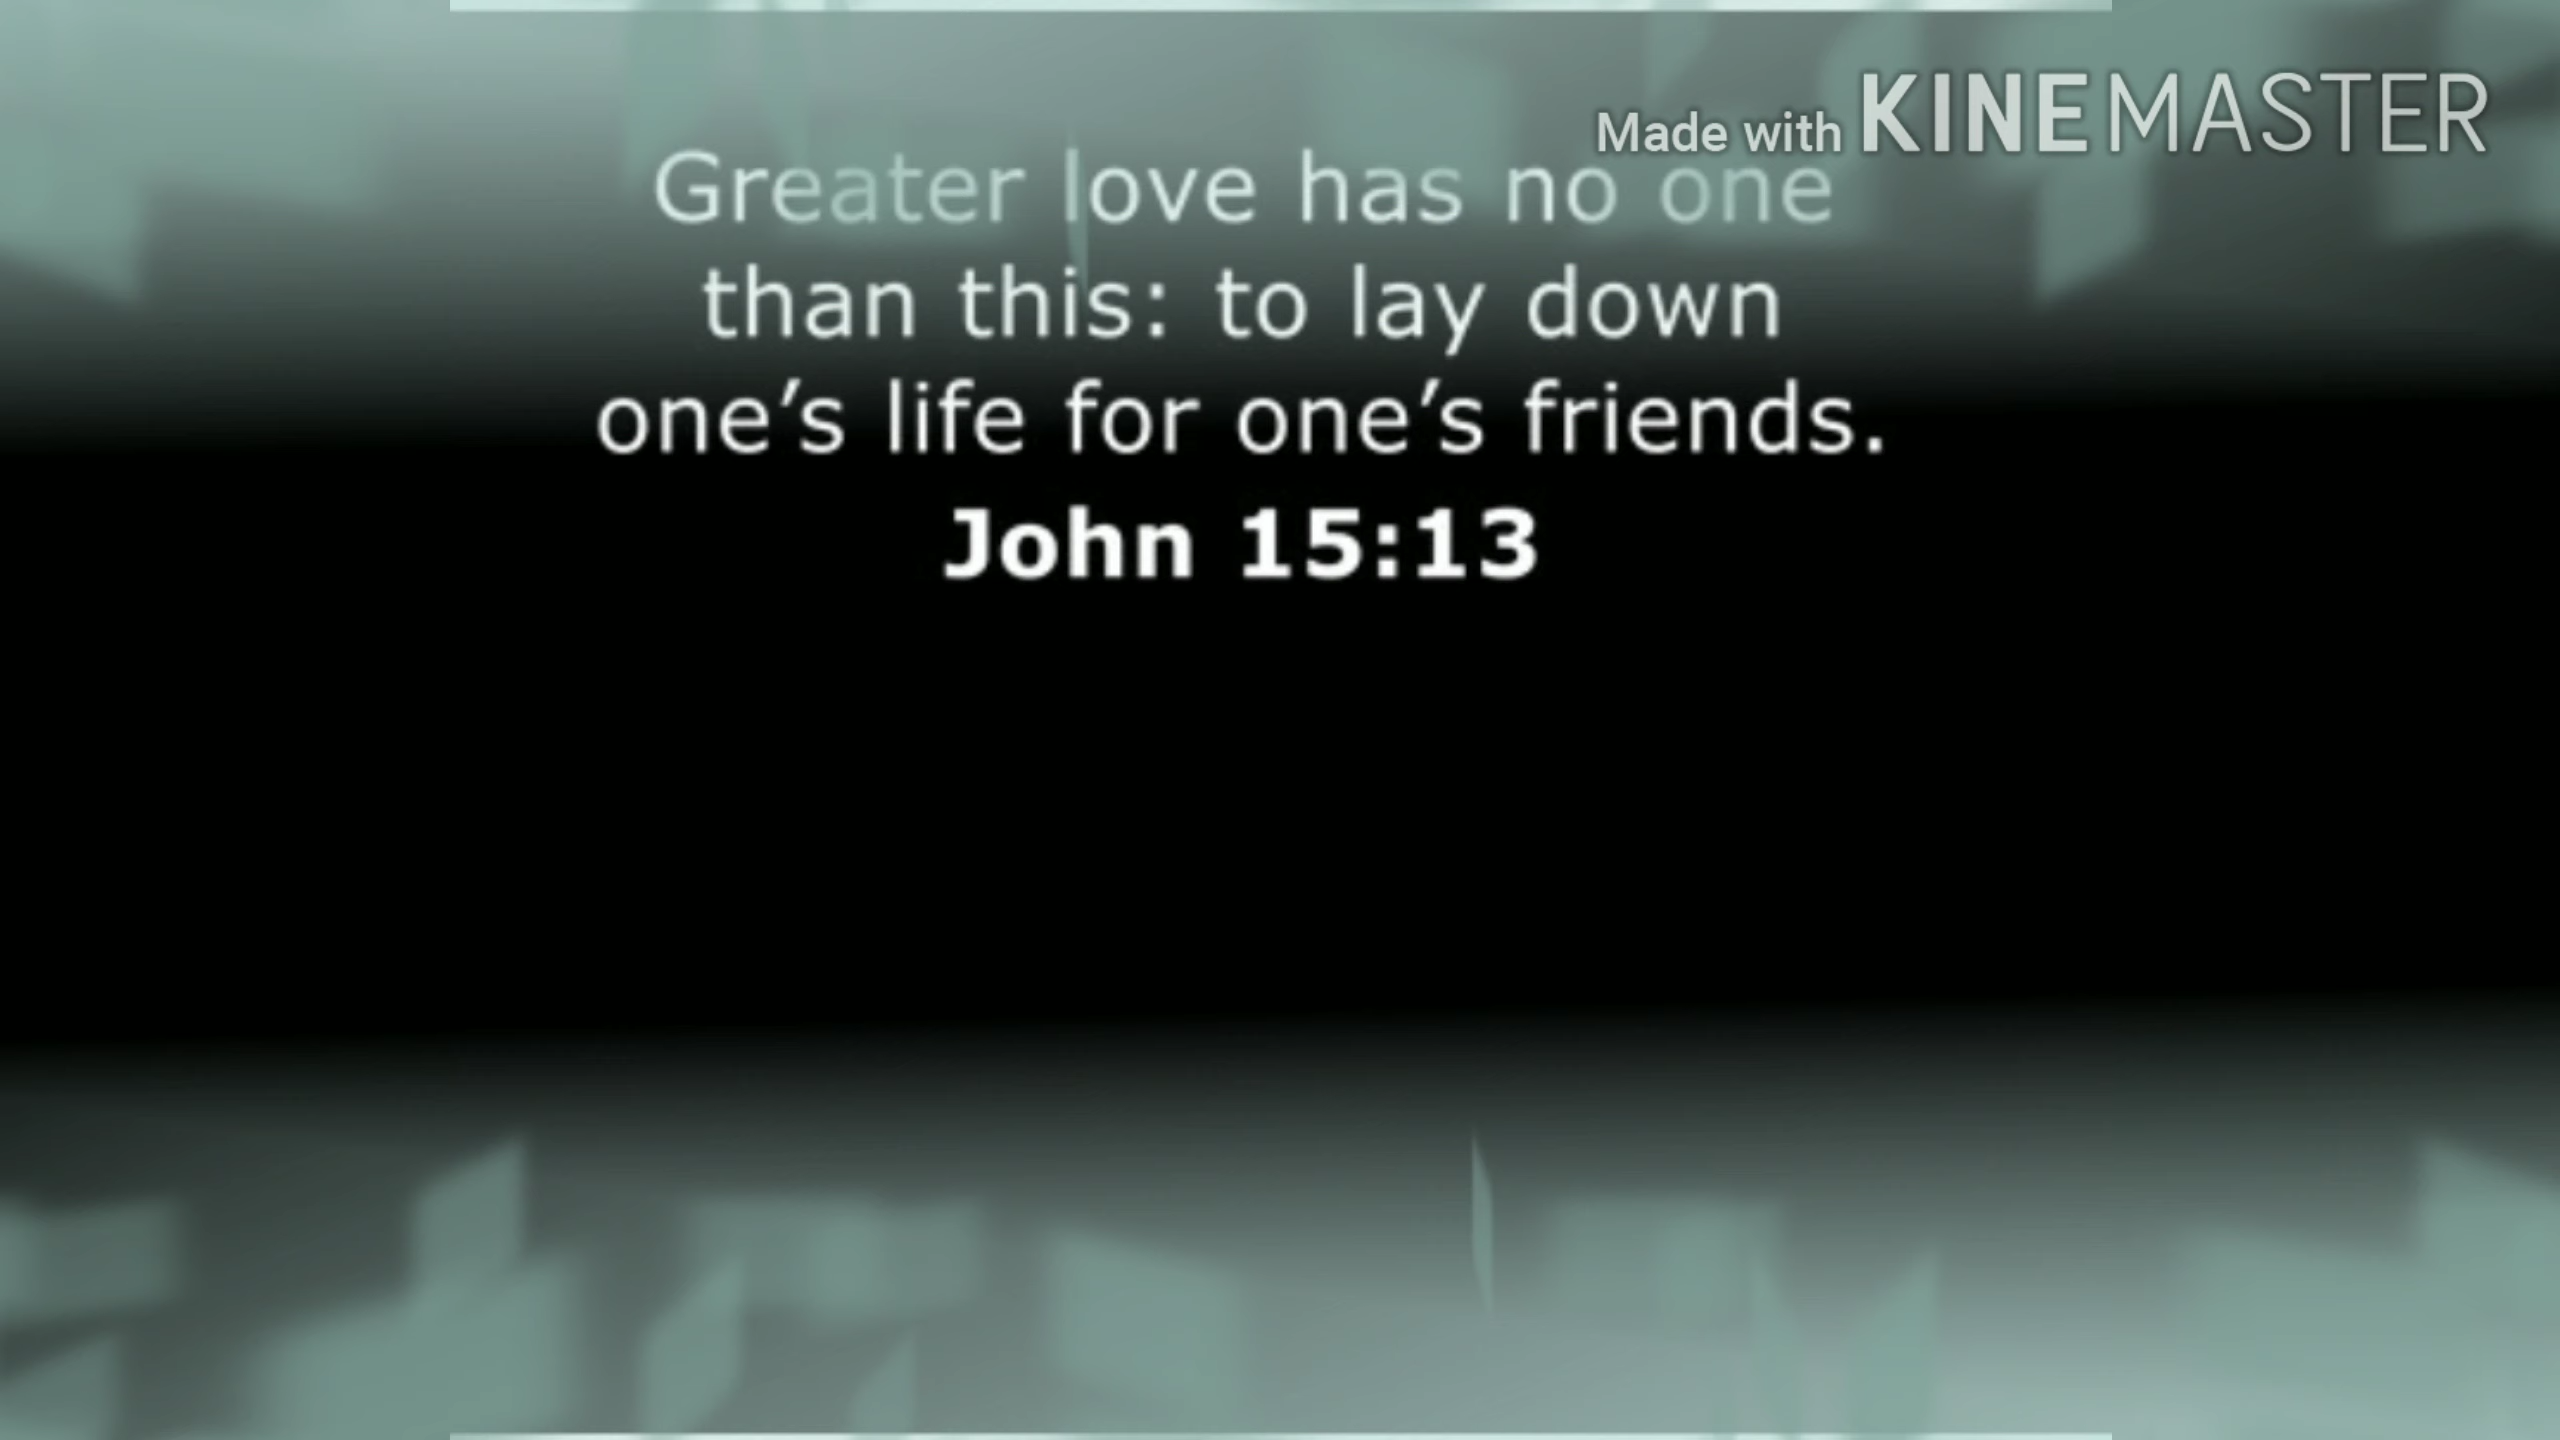 Made with KINEMASTER
Greater love has no one
than this: to lay down
one’s life for one’s friends.
John 15:13